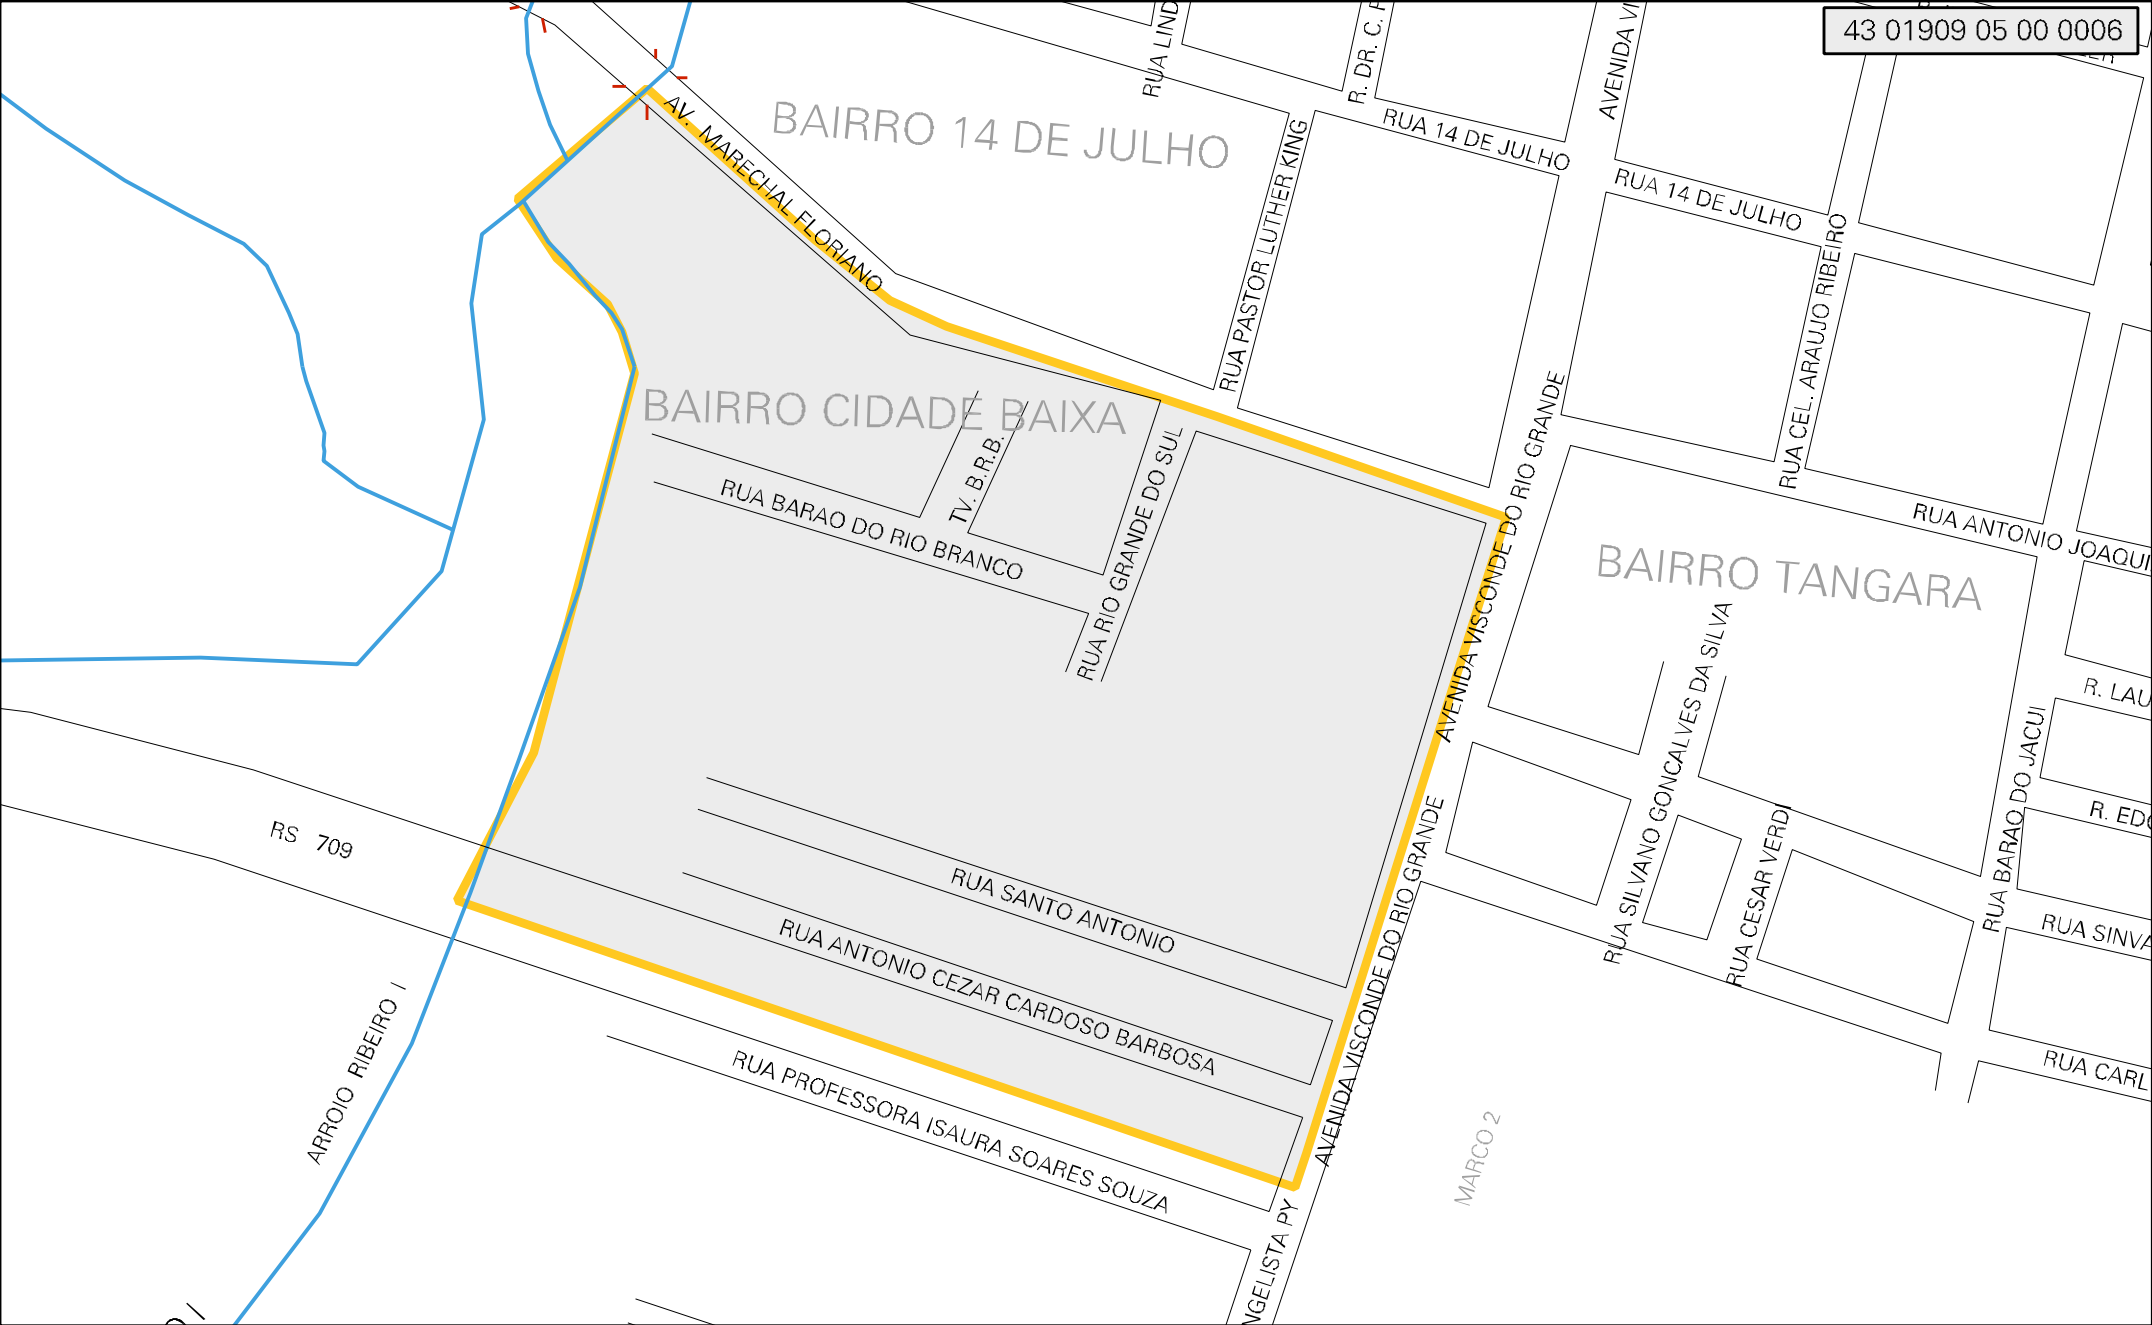 43 01909 05 00 0006
RUA LIND
R. DR. C. F
AVENIDA VI
BAIRRO 14 DE JULHO
AV. MARECHAL FLORIANO
RUA 14 DE JULHO
RUA 14 DE JULHO
RUA PASTOR LUTHER KING
RUA CEL. ARAUJO RIBEIRO
BAIRRO CIDADE BAIXA
TV. B.R.B.
RUA BARAO DO RIO BRANCO
RUA RIO GRANDE DO SUL
AVENIDA VISCONDE DO RIO GRANDE
RUA ANTONIO JOAQUI
BAIRRO TANGARA
RUA SILVANO GONCALVES DA SILVA
R. LAU
RUA BARAO DO JACUI
R. EDO
RUA CESAR VERDI
RS 709
RUA SANTO ANTONIO
RUA ANTONIO CEZAR CARDOSO BARBOSA
AVENIDA VISCONDE DO RIO GRANDE
RUA SINVA
RUA CARL
ARROIO RIBEIRO I
RUA PROFESSORA ISAURA SOARES SOUZA
MARCO 2
NGELISTA PY
O I